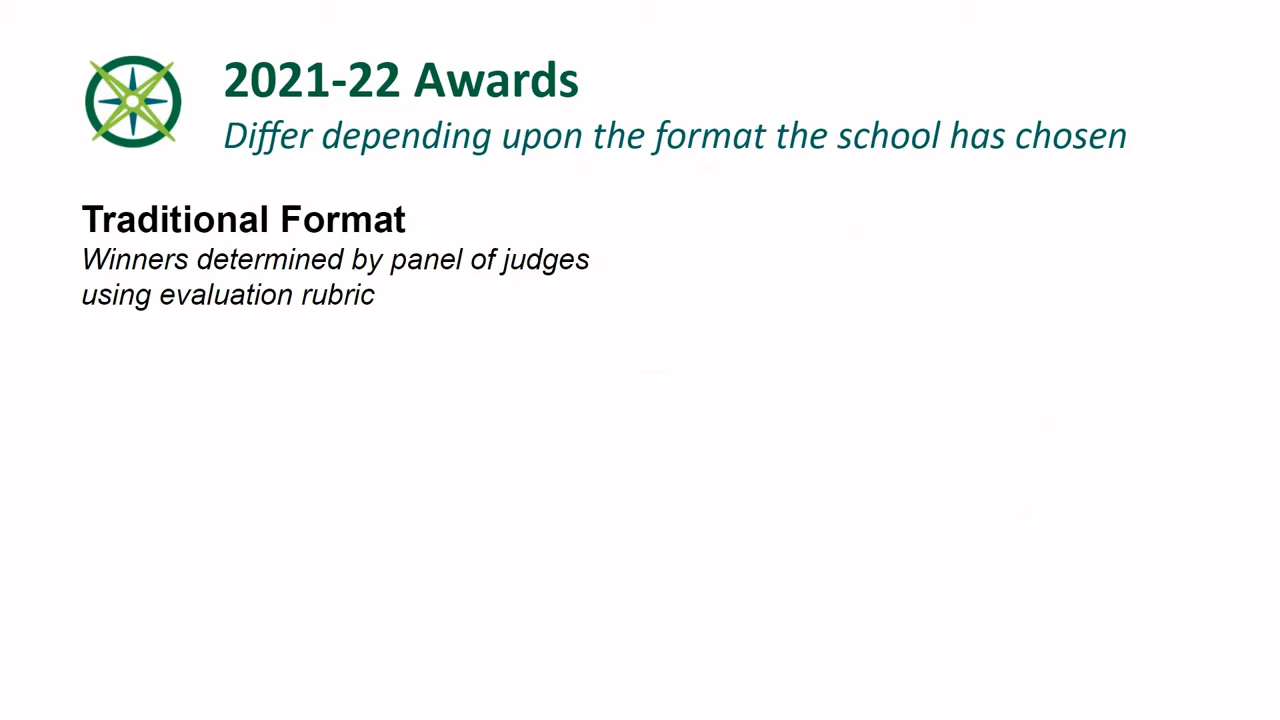 2021-22 Awards
Differ depending upon the format the school has chosen
Traditional Format
Winners determined by panel of judges
using evaluation rubric